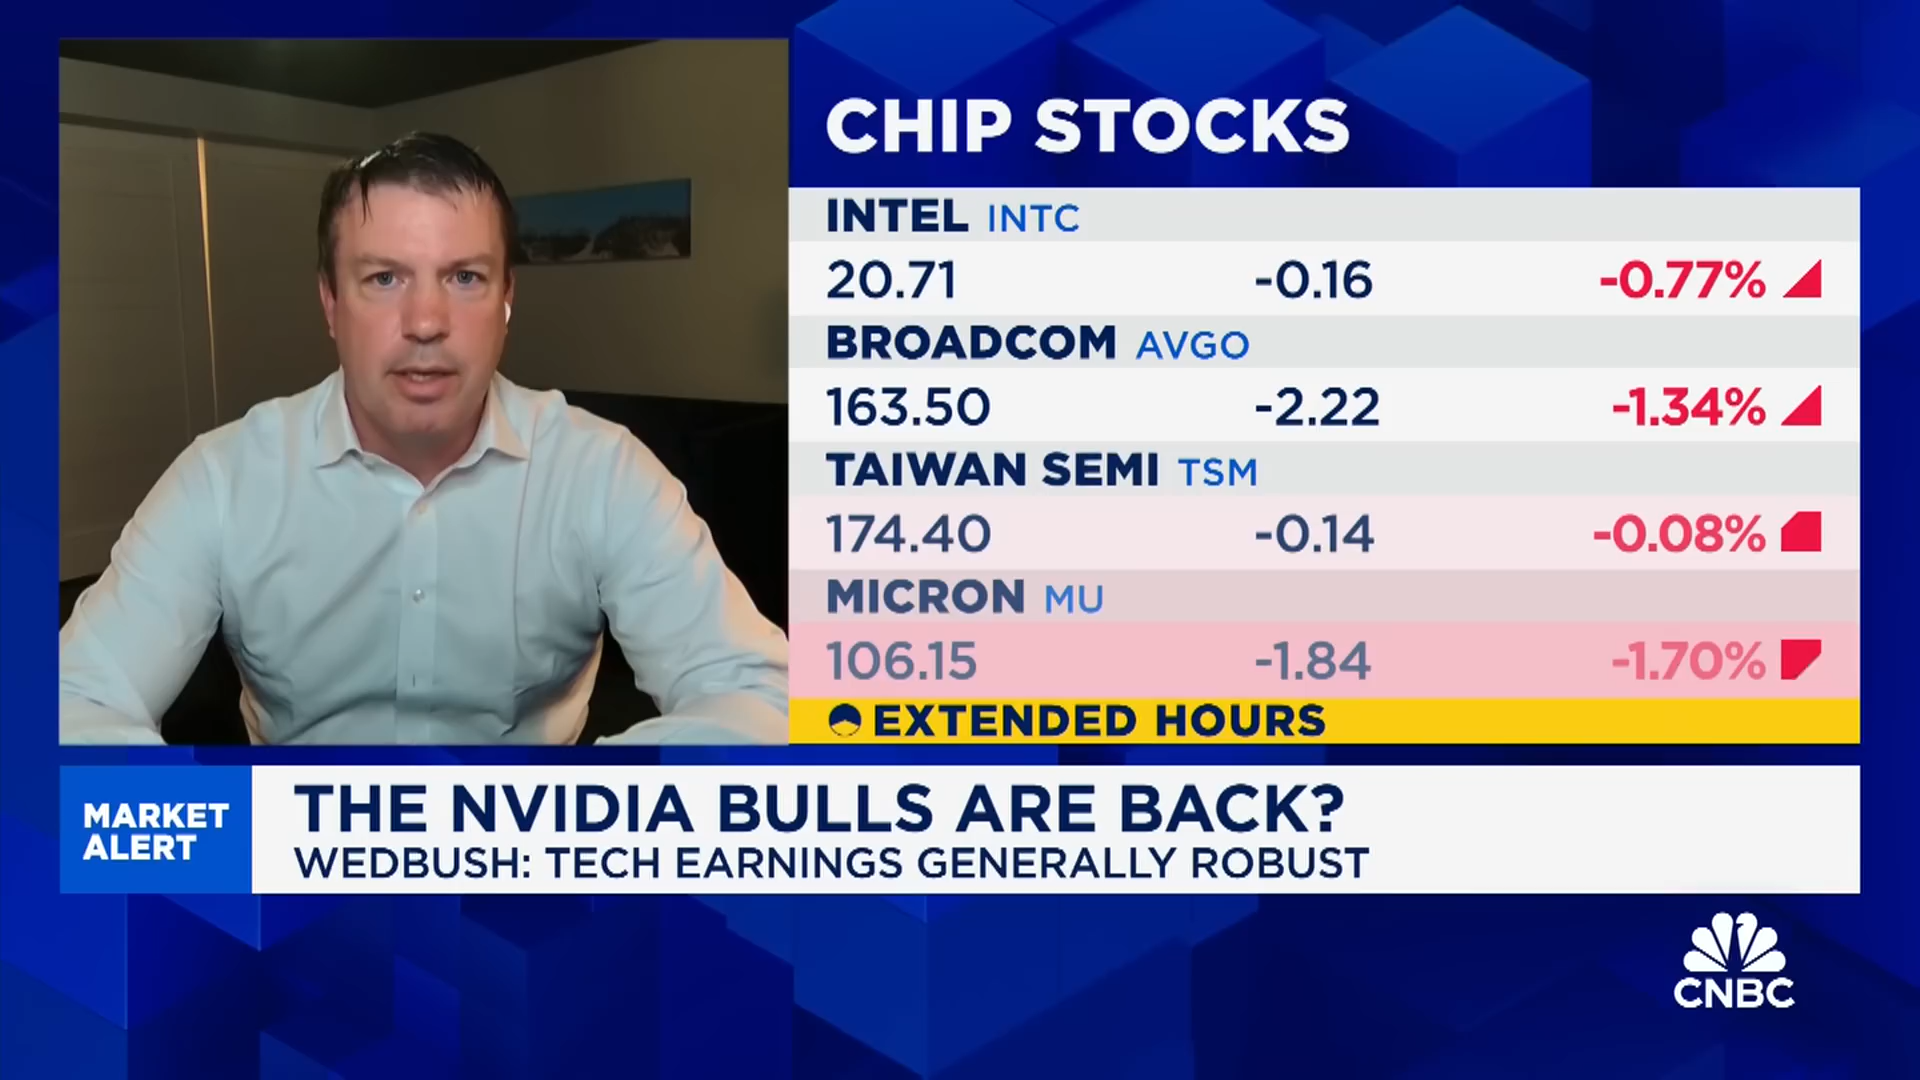 CHIP STOCKS
INTEL INTC
20.71 -0.16 -0.77%
BROADCOM AVGO
163.50 -2.22 -1.34%
TAIWAN SEMI TSM
174.40 -0.14 -0.08%
MICRON MU
106.15 -1.84 -1.70%
EXTENDED HOURS
MARKET ALERT
THE NVIDIA BULLS ARE BACK?
WEDBUSH: TECH EARNINGS GENERALLY ROBUST
CNBC